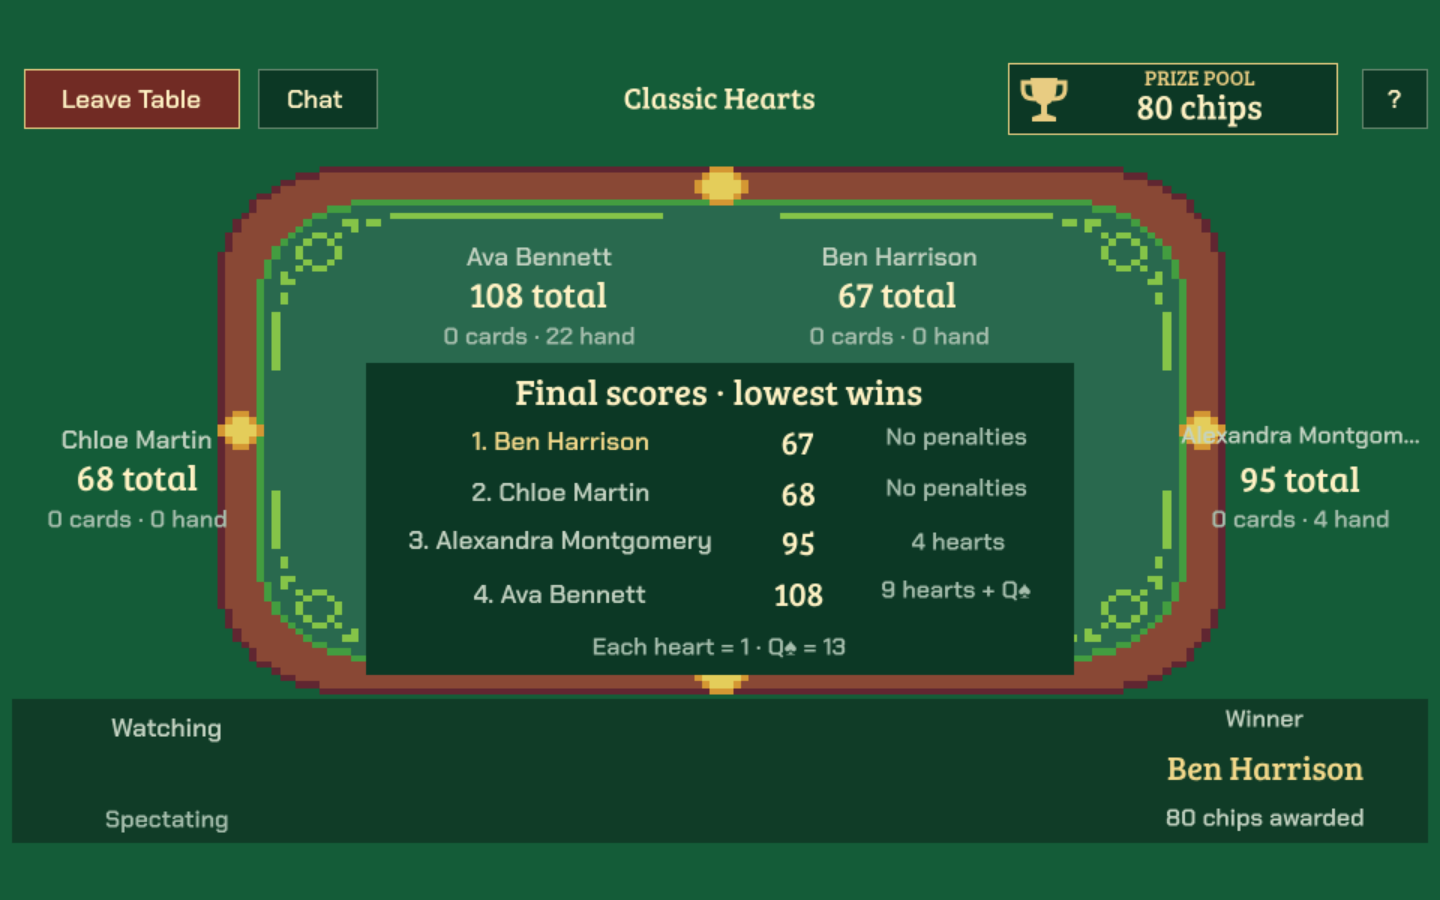 Leave Table
Chat
Classic Hearts
PRIZE POOL
80 chips
?
Ava Bennett
108 total
0 cards · 22 hand
Ben Harrison
67 total
0 cards · 0 hand
Chloe Martin
68 total
0 cards · 0 hand
Alexandra Montgom...
95 total
0 cards · 4 hand
Final scores · lowest wins
1. Ben Harrison 67 No penalties
2. Chloe Martin 68 No penalties
3. Alexandra Montgomery 95 4 hearts
4. Ava Bennett 108 9 hearts + Q♠
Each heart = 1 · Q♠ = 13
Watching
Spectating
Winner
Ben Harrison
80 chips awarded